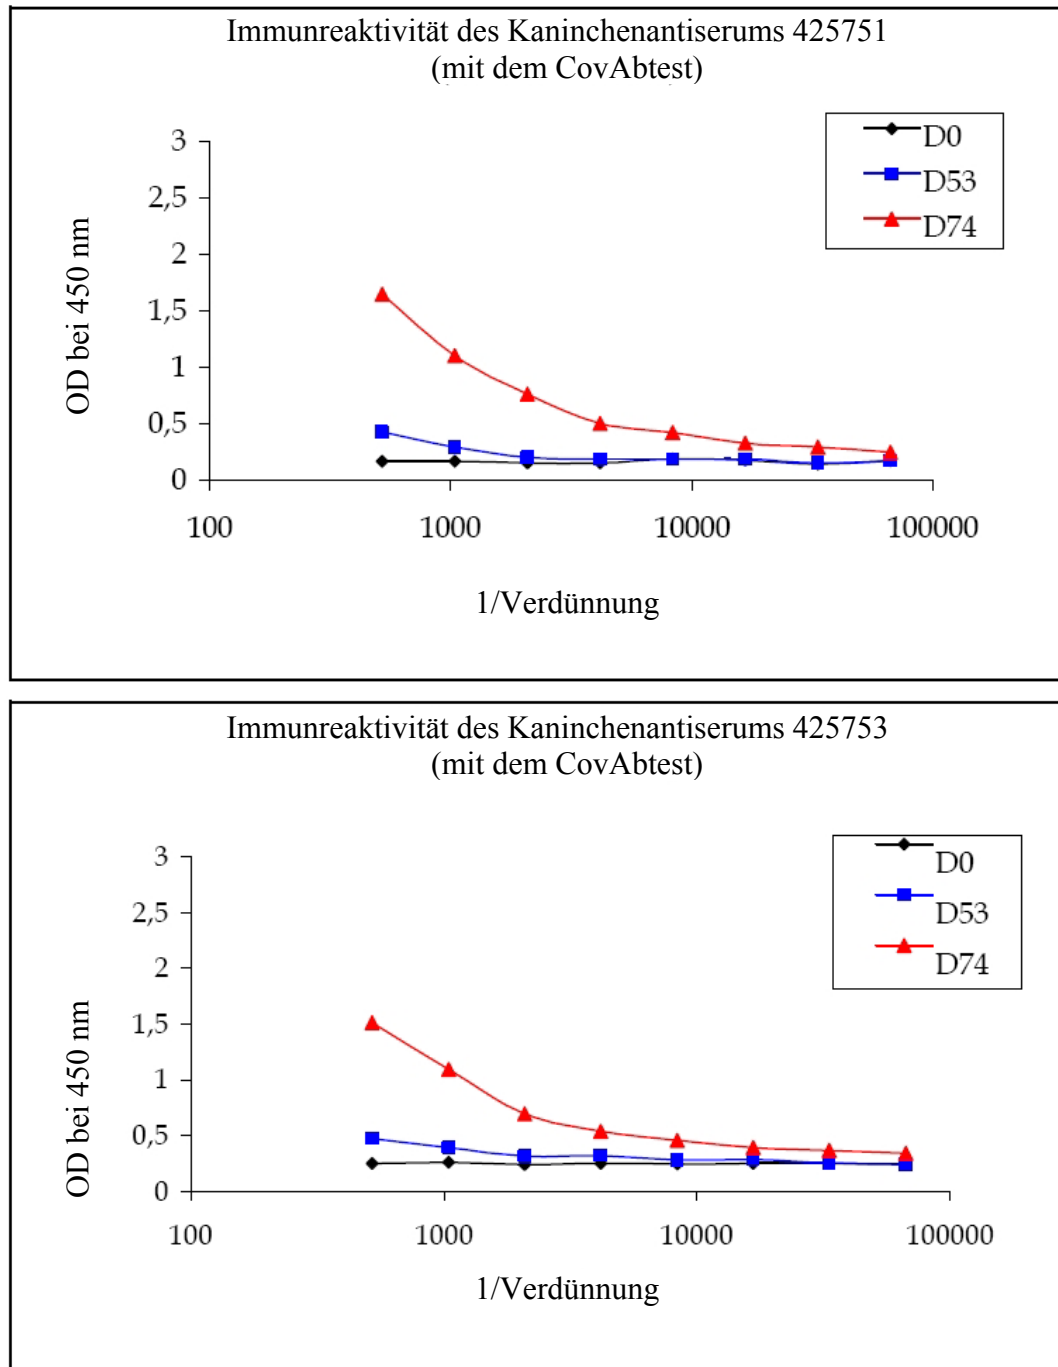 Immunreaktivität des Kaninchenantiserums 425751
(mit dem CovAbtest)
D0
D53
D74
3
2,5
2
1,5
1
0,5
0
OD bei 450 nm
100
1000
10000
100000
1/Verdünnung
Immunreaktivität des Kaninchenantiserums 425753
(mit dem CovAbtest)
D0
D53
D74
3
2,5
2
1,5
1
0,5
0
OD bei 450 nm
100
1000
10000
100000
1/Verdünnung